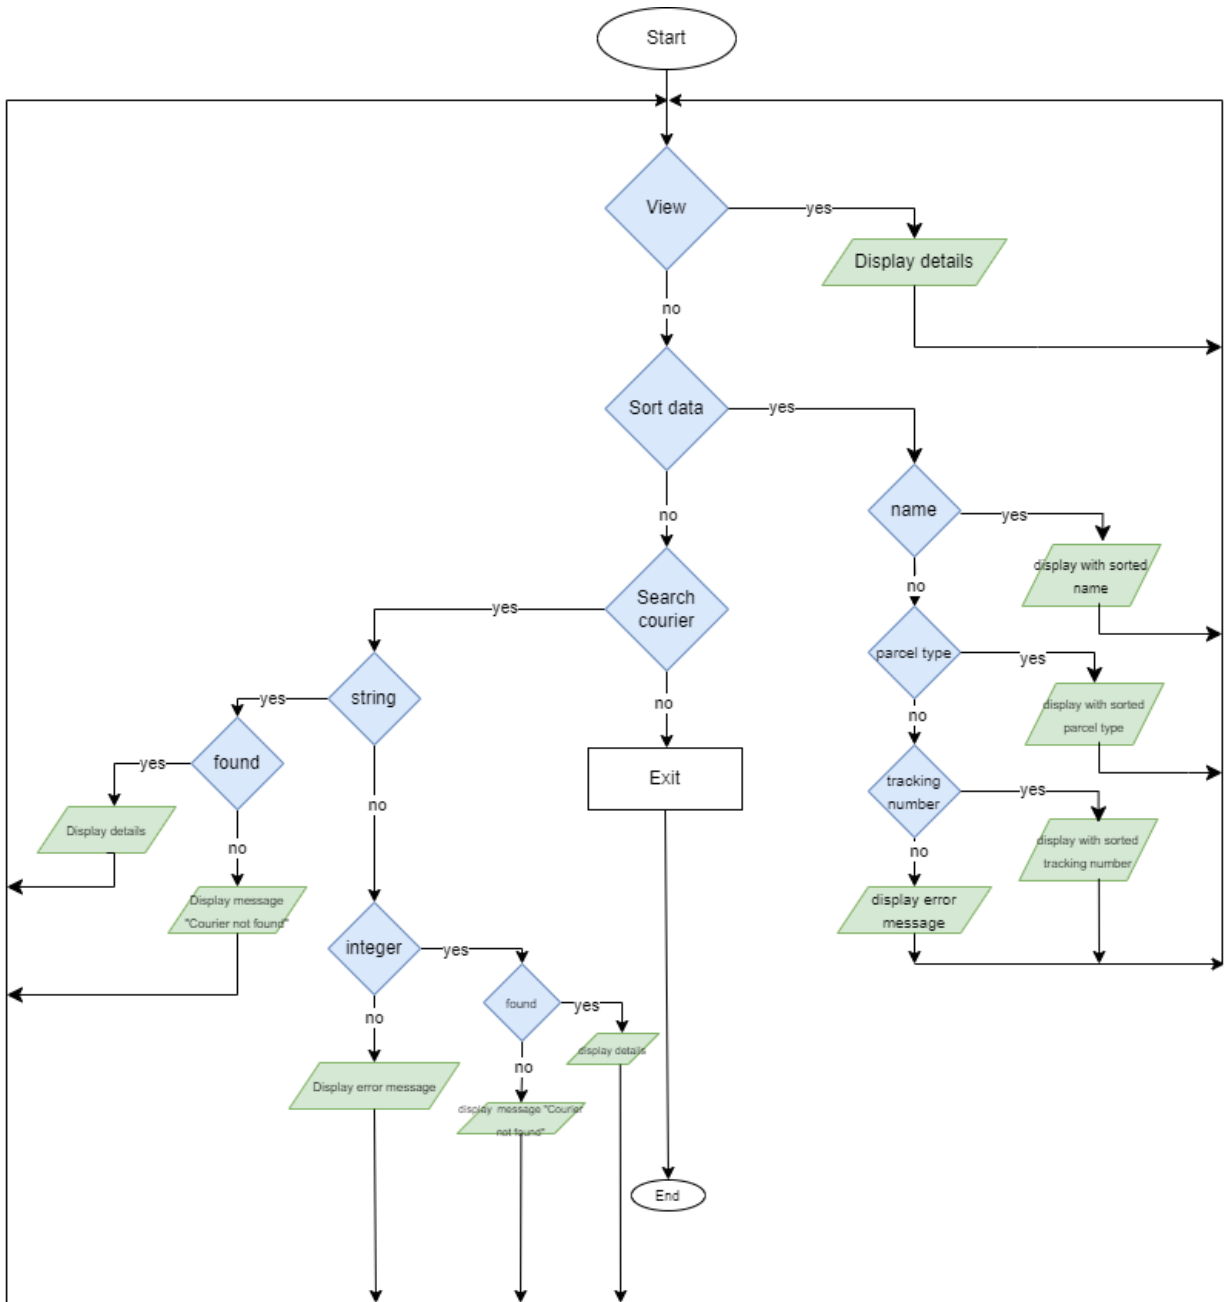 Start
View
yes
Display details
no
Sort data
yes
name
yes
display with sorted
name
no
no
Search
courier
yes
parcel type
yes
display with sorted
parcel type
no
string
yes
no
found
yes
Display details
no
Display message
"Courier not found"
no
Exit
tracking
number
yes
display with sorted
tracking number
no
display error
message
integer
yes
found
yes
display details
no
Display error message
no
display message "Courier
not found"
End